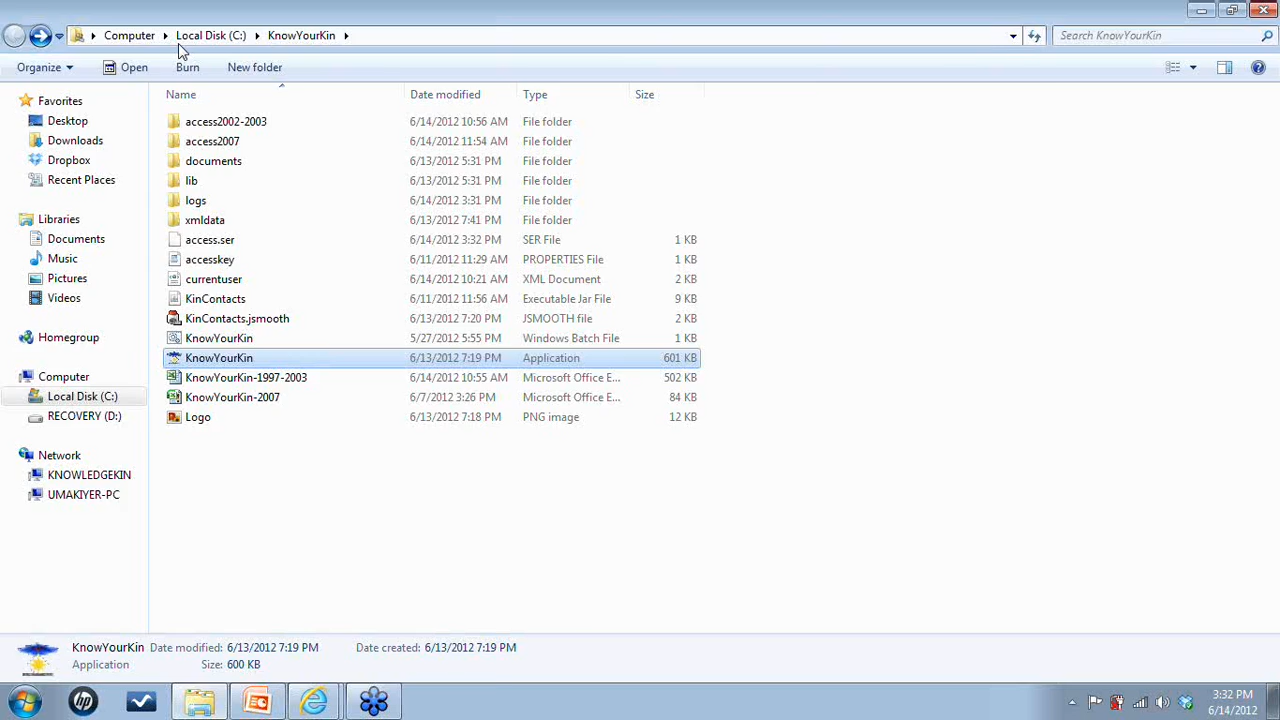 Computer Local Disk (C:) KnowYourKin Search KnowYourKin
Organize Open Burn New folder
Name Date modified Type Size
Favorites
Desktop
Downloads
Dropbox
Recent Places
Libraries
Documents
Music
Pictures
Videos
Homegroup
Computer
Local Disk (C:)
RECOVERY (D:)
Network
KNOWLEDGEKIN
UMAKIYER-PC
access2002-2003 6/14/2012 10:56 AM File folder
access2007 6/14/2012 11:54 AM File folder
documents 6/13/2012 5:31 PM File folder
lib 6/13/2012 5:31 PM File folder
logs 6/14/2012 3:31 PM File folder
xmldata 6/13/2012 7:41 PM File folder
access.ser 6/14/2012 3:32 PM SER File 1 KB
accesskey 6/11/2012 11:29 AM PROPERTIES File 1 KB
currentuser 6/14/2012 10:21 AM XML Document 2 KB
KinContacts 6/11/2012 11:56 AM Executable Jar File 9 KB
KinContacts.jsmooth 6/13/2012 7:20 PM JSMOOTH file 2 KB
KnowYourKin 5/27/2012 5:55 PM Windows Batch File 1 KB
KnowYourKin 6/13/2012 7:19 PM Application 601 KB
KnowYourKin-1997-2003 6/14/2012 10:55 AM Microsoft Office E... 502 KB
KnowYourKin-2007 6/7/2012 3:26 PM Microsoft Office E... 84 KB
Logo 6/13/2012 7:18 PM PNG image 12 KB
KnowYourKin Date modified: 6/13/2012 7:19 PM Date created: 6/13/2012 7:19 PM
Application Size: 600 KB
hp
3:32 PM
6/14/2012